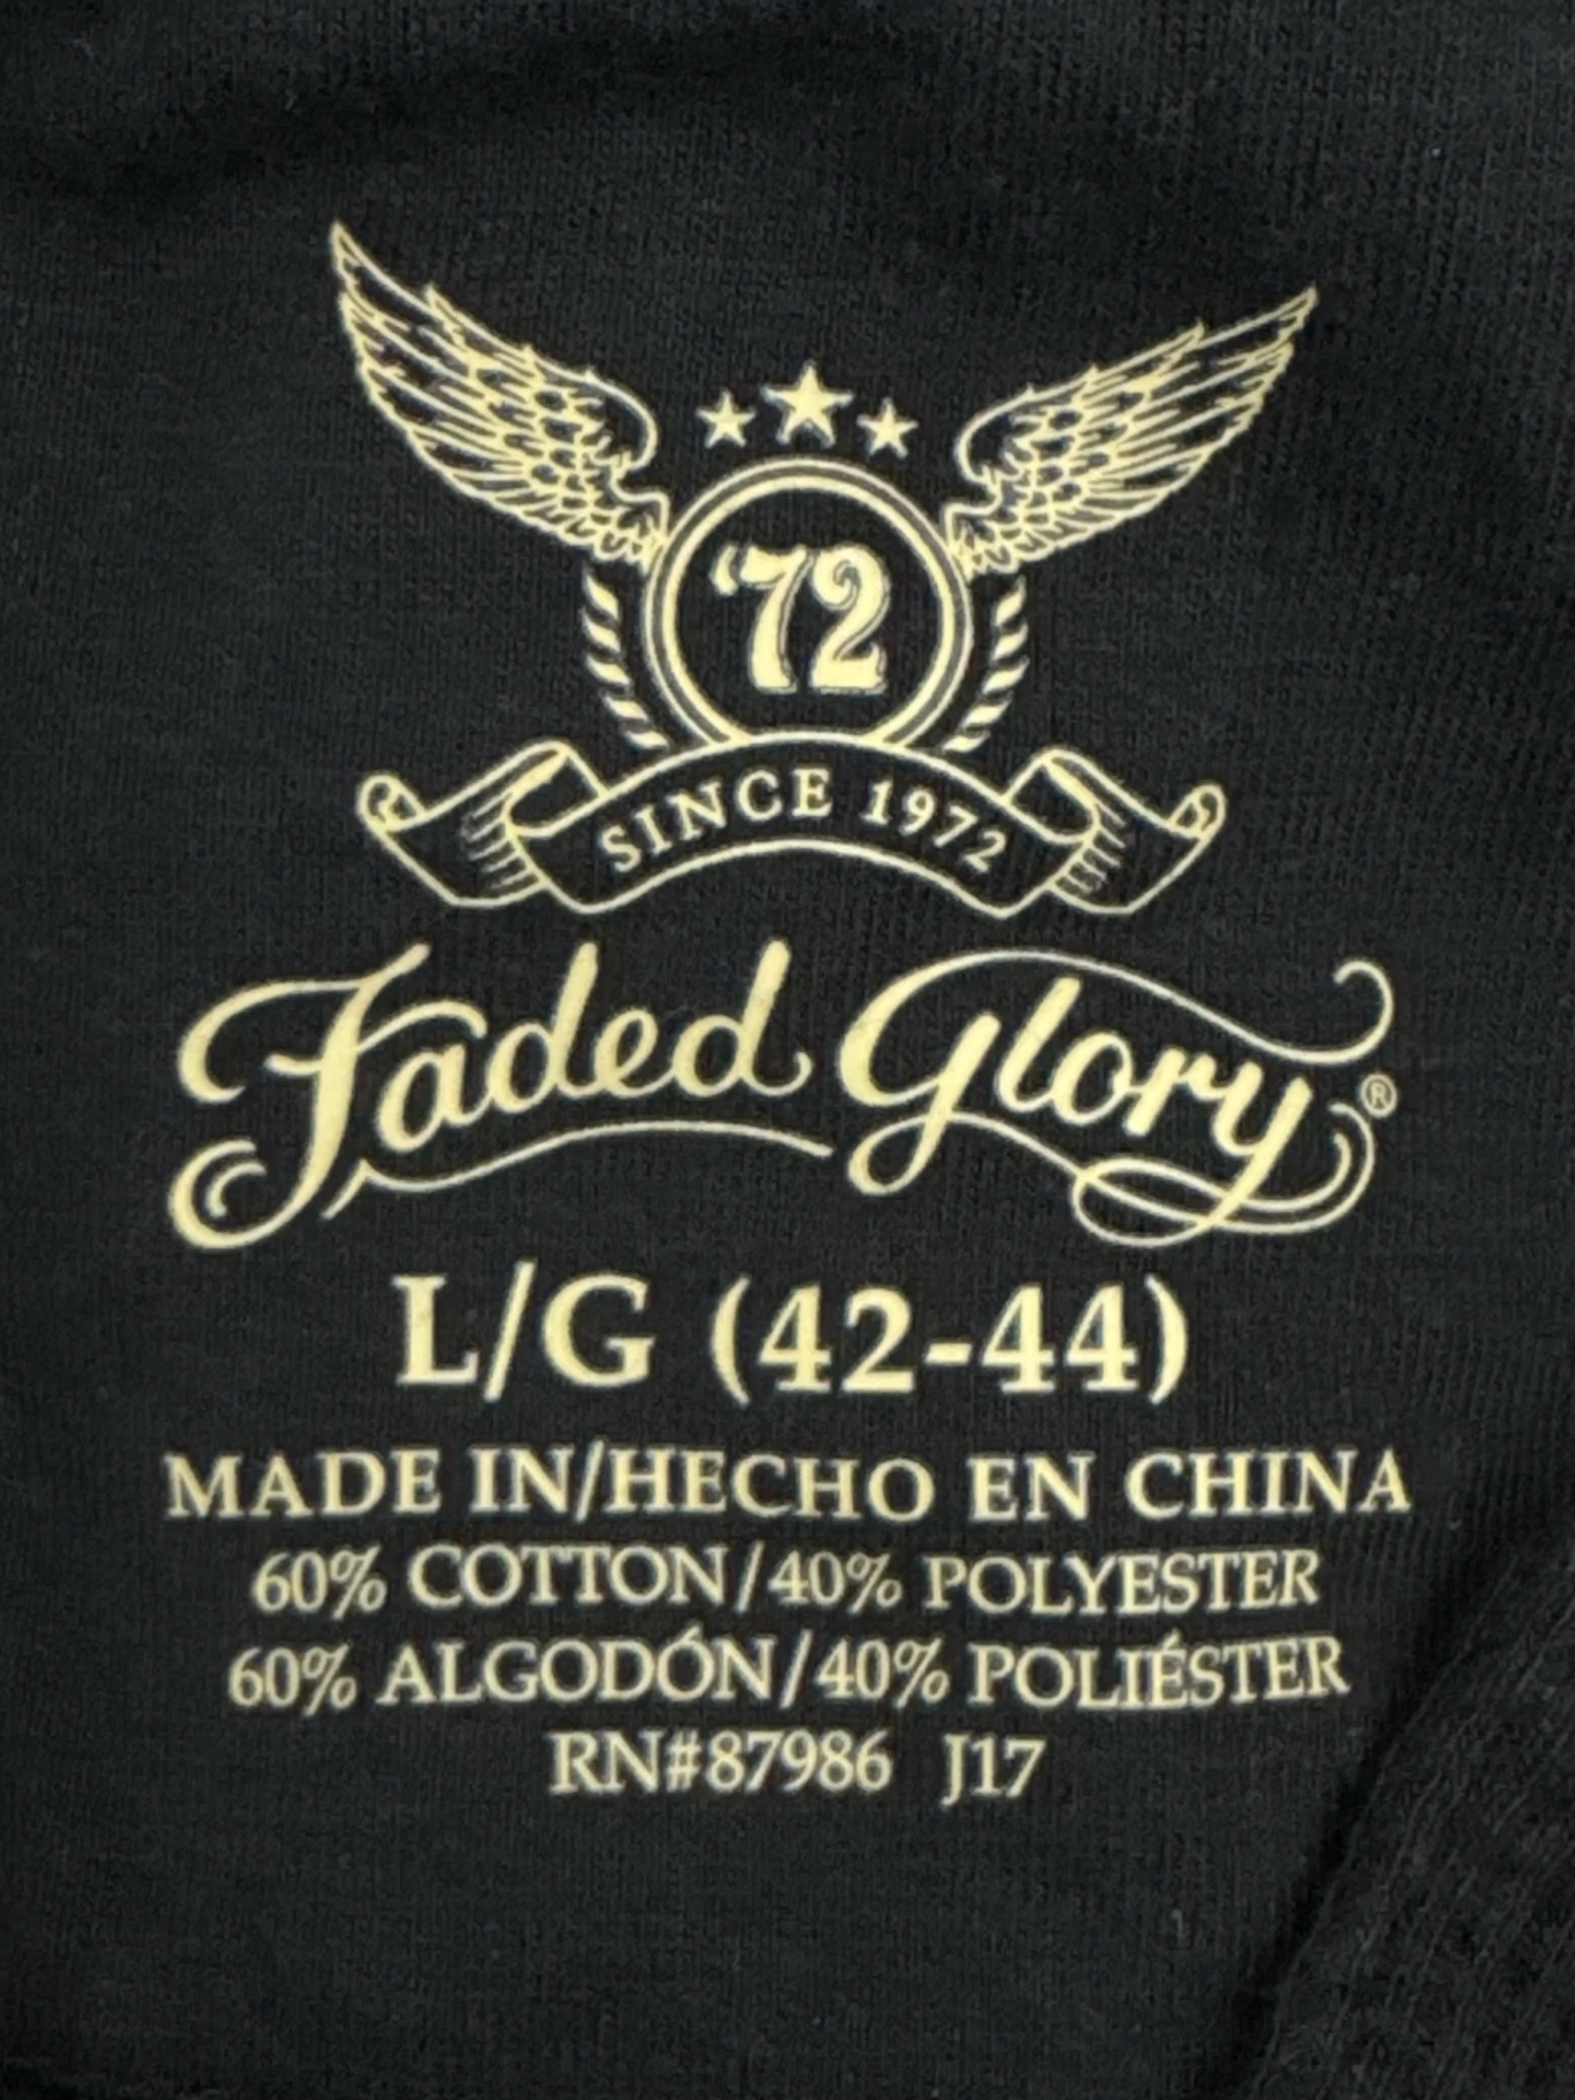 '72
SINCE 1972
Faded Glory®
L/G (42-44)
MADE IN/HECHO EN CHINA
60% COTTON/40% POLYESTER
60% ALGODÓN/40% POLIÉSTER
RN#87986 J17